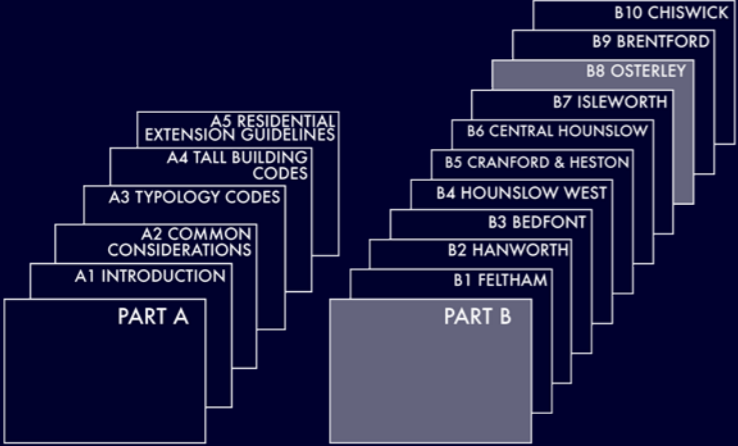 A5 RESIDENTIAL
EXTENSION GUIDELINES
A4 TALL BUILDING
CODES
A3 TYPOLOGY CODES
A2 COMMON
CONSIDERATIONS
A1 INTRODUCTION
PART A
B10 CHISWICK
B9 BRENTFORD
B8 OSTERLEY
B7 ISLEWORTH
B6 CENTRAL HOUNSLOW
B5 CRANFORD & HESTON
B4 HOUNSLOW WEST
B3 BEDFONT
B2 HANWORTH
B1 FELTHAM
PART B